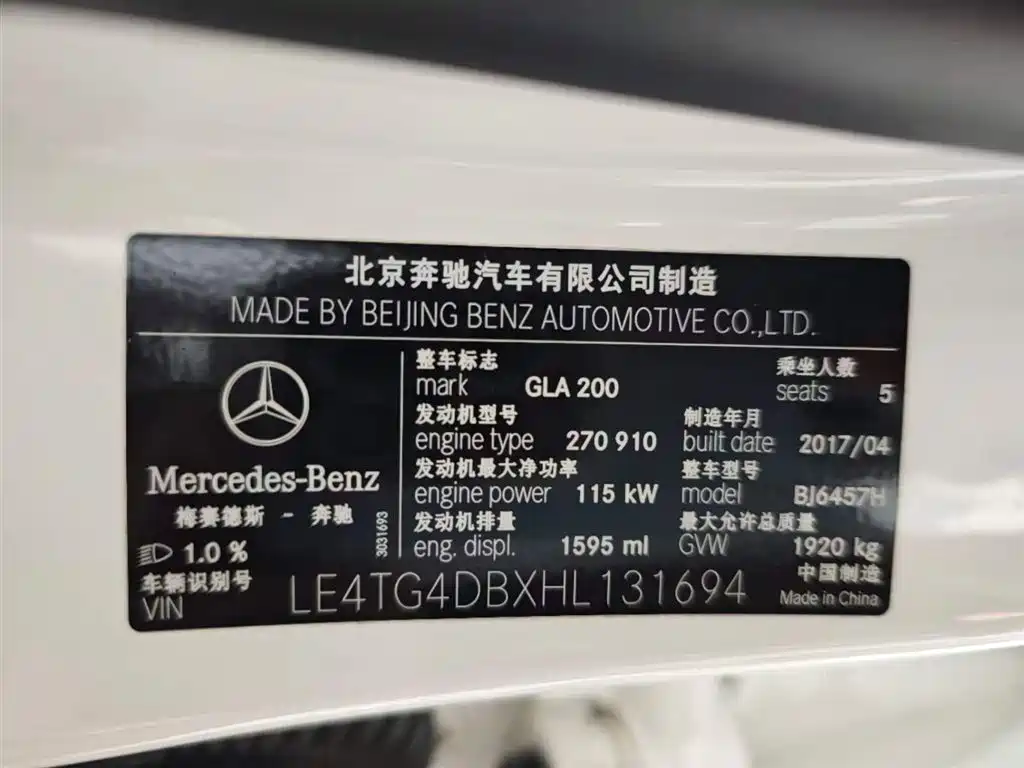 北京奔驰汽车有限公司制造
MADE BY BEIJING BENZ AUTOMOTIVE CO.,LTD.
Mercedes-Benz
梅赛德斯 - 奔驰
1.0 %
3031693
整车标志 乘坐人数
mark GLA 200 seats 5
发动机型号 制造年月
engine type 270 910 built date 2017/04
发动机最大净功率 整车型号
engine power 115 kW model BJ6457H
发动机排量 最大允许总质量
eng. displ. 1595 ml GVW 1920 kg
车辆识别号 中国制造
VIN LE4TG4DBXHL131694 Made in China